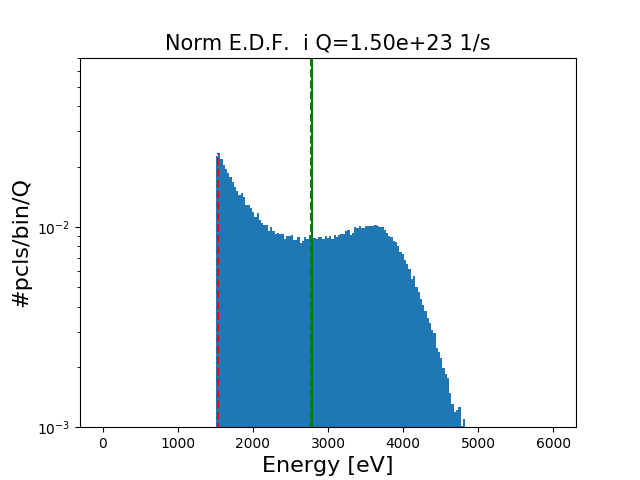 Norm E.D.F.  i Q=1.50e+23 1/s
#pcls/bin/Q
10⁻²
10⁻³
0 1000 2000 3000 4000 5000 6000
Energy [eV]